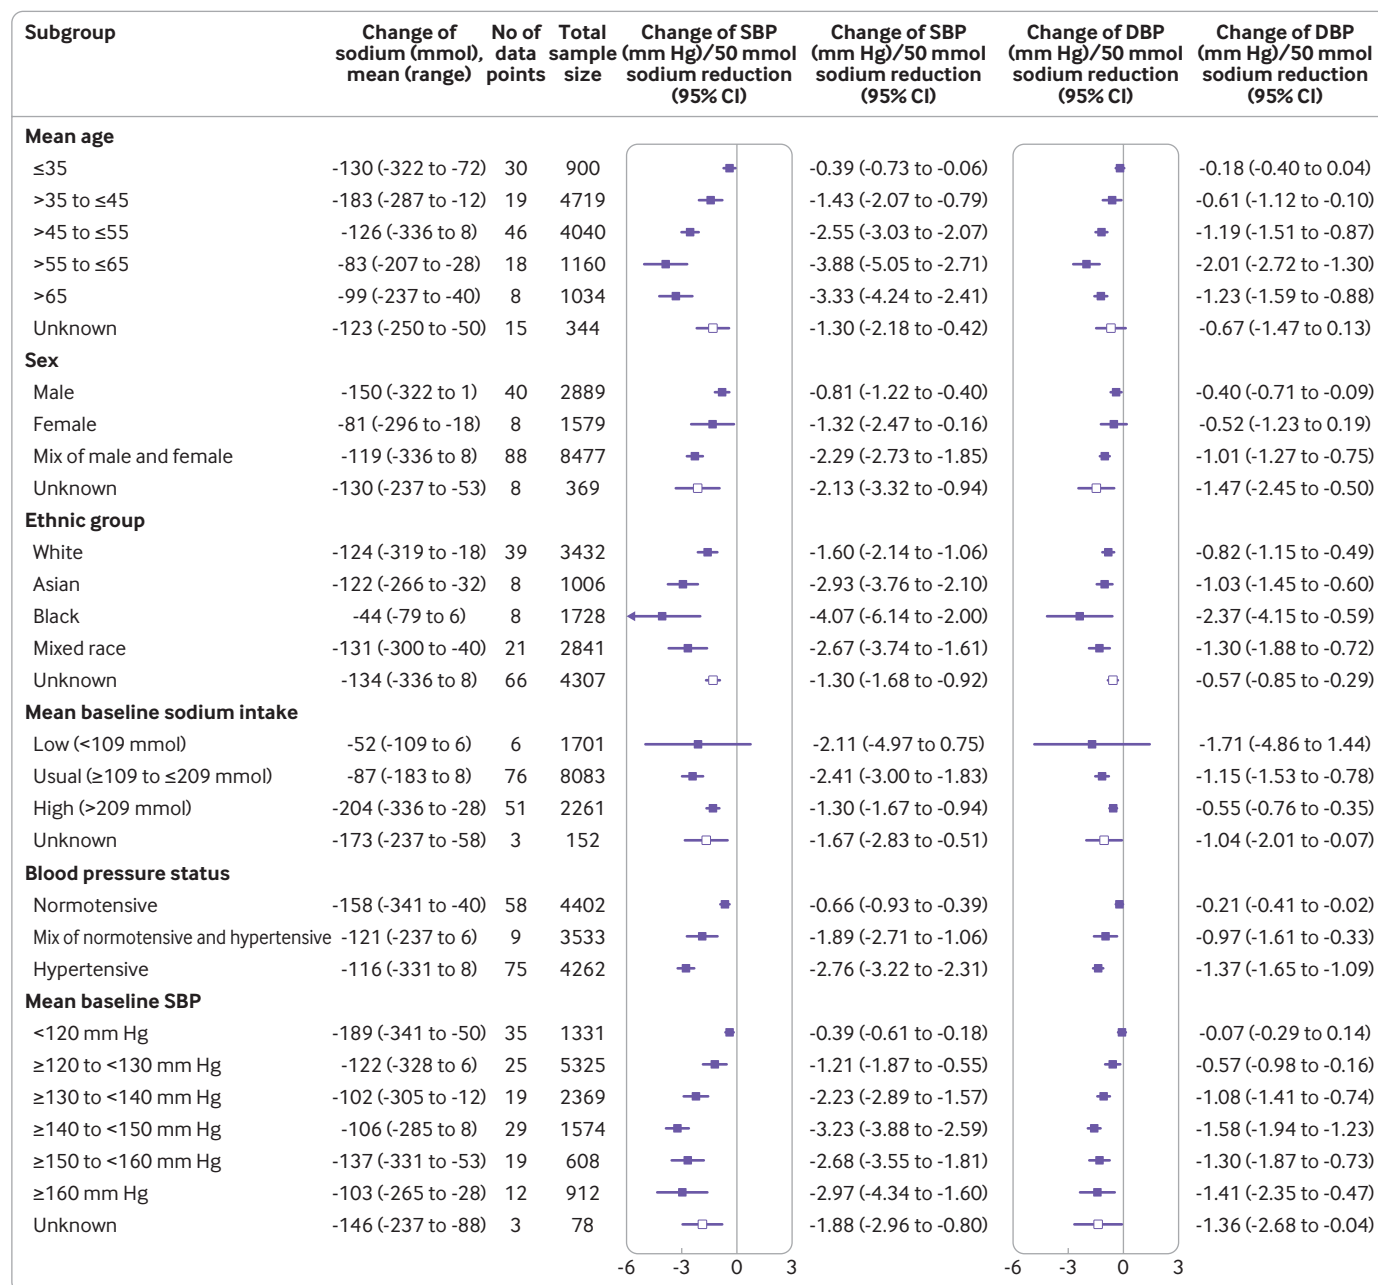 Subgroup Change of sodium (mmol), mean (range) No of data points Total sample size Change of SBP (mm Hg)/50 mmol sodium reduction (95% CI) Change of SBP (mm Hg)/50 mmol sodium reduction (95% CI) Change of DBP (mm Hg)/50 mmol sodium reduction (95% CI) Change of DBP (mm Hg)/50 mmol sodium reduction (95% CI)
Mean age
≤35 -130 (-322 to -72) 30 900 -0.39 (-0.73 to -0.06) -0.18 (-0.40 to 0.04)
>35 to ≤45 -183 (-287 to -12) 19 4719 -1.43 (-2.07 to -0.79) -0.61 (-1.12 to -0.10)
>45 to ≤55 -126 (-336 to 8) 46 4040 -2.55 (-3.03 to -2.07) -1.19 (-1.51 to -0.87)
>55 to ≤65 -83 (-207 to -28) 18 1160 -3.88 (-5.05 to -2.71) -2.01 (-2.72 to -1.30)
>65 -99 (-237 to -40) 8 1034 -3.33 (-4.24 to -2.41) -1.23 (-1.59 to -0.88)
Unknown -123 (-250 to -50) 15 344 -1.30 (-2.18 to -0.42) -0.67 (-1.47 to 0.13)
Sex
Male -150 (-322 to 1) 40 2889 -0.81 (-1.22 to -0.40) -0.40 (-0.71 to -0.09)
Female -81 (-296 to -18) 8 1579 -1.32 (-2.47 to -0.16) -0.52 (-1.23 to 0.19)
Mix of male and female -119 (-336 to 8) 88 8477 -2.29 (-2.73 to -1.85) -1.01 (-1.27 to -0.75)
Unknown -130 (-237 to -53) 8 369 -2.13 (-3.32 to -0.94) -1.47 (-2.45 to -0.50)
Ethnic group
White -124 (-319 to -18) 39 3432 -1.60 (-2.14 to -1.06) -0.82 (-1.15 to -0.49)
Asian -122 (-266 to -32) 8 1006 -2.93 (-3.76 to -2.10) -1.03 (-1.45 to -0.60)
Black -44 (-79 to 6) 8 1728 -4.07 (-6.14 to -2.00) -2.37 (-4.15 to -0.59)
Mixed race -131 (-300 to -40) 21 2841 -2.67 (-3.74 to -1.61) -1.30 (-1.88 to -0.72)
Unknown -134 (-336 to 8) 66 4307 -1.30 (-1.68 to -0.92) -0.57 (-0.85 to -0.29)
Mean baseline sodium intake
Low (<109 mmol) -52 (-109 to 6) 6 1701 -2.11 (-4.97 to 0.75) -1.71 (-4.86 to 1.44)
Usual (≥109 to ≤209 mmol) -87 (-183 to 8) 76 8083 -2.41 (-3.00 to -1.83) -1.15 (-1.53 to -0.78)
High (>209 mmol) -204 (-336 to -28) 51 2261 -1.30 (-1.67 to -0.94) -0.55 (-0.76 to -0.35)
Unknown -173 (-237 to -58) 3 152 -1.67 (-2.83 to -0.51) -1.04 (-2.01 to -0.07)
Blood pressure status
Normotensive -158 (-341 to -40) 58 4402 -0.66 (-0.93 to -0.39) -0.21 (-0.41 to -0.02)
Mix of normotensive and hypertensive -121 (-237 to 6) 9 3533 -1.89 (-2.71 to -1.06) -0.97 (-1.61 to -0.33)
Hypertensive -116 (-331 to 8) 75 4262 -2.76 (-3.22 to -2.31) -1.37 (-1.65 to -1.09)
Mean baseline SBP
<120 mm Hg -189 (-341 to -50) 35 1331 -0.39 (-0.61 to -0.18) -0.07 (-0.29 to 0.14)
≥120 to <130 mm Hg -122 (-328 to 6) 25 5325 -1.21 (-1.87 to -0.55) -0.57 (-0.98 to -0.16)
≥130 to <140 mm Hg -102 (-305 to -12) 19 2369 -2.23 (-2.89 to -1.57) -1.08 (-1.41 to -0.74)
≥140 to <150 mm Hg -106 (-285 to 8) 29 1574 -3.23 (-3.88 to -2.59) -1.58 (-1.94 to -1.23)
≥150 to <160 mm Hg -137 (-331 to -53) 19 608 -2.68 (-3.55 to -1.81) -1.30 (-1.87 to -0.73)
≥160 mm Hg -103 (-265 to -28) 12 912 -2.97 (-4.34 to -1.60) -1.41 (-2.35 to -0.47)
Unknown -146 (-237 to -88) 3 78 -1.88 (-2.96 to -0.80) -1.36 (-2.68 to -0.04)
-6 -3 0 3 -6 -3 0 3